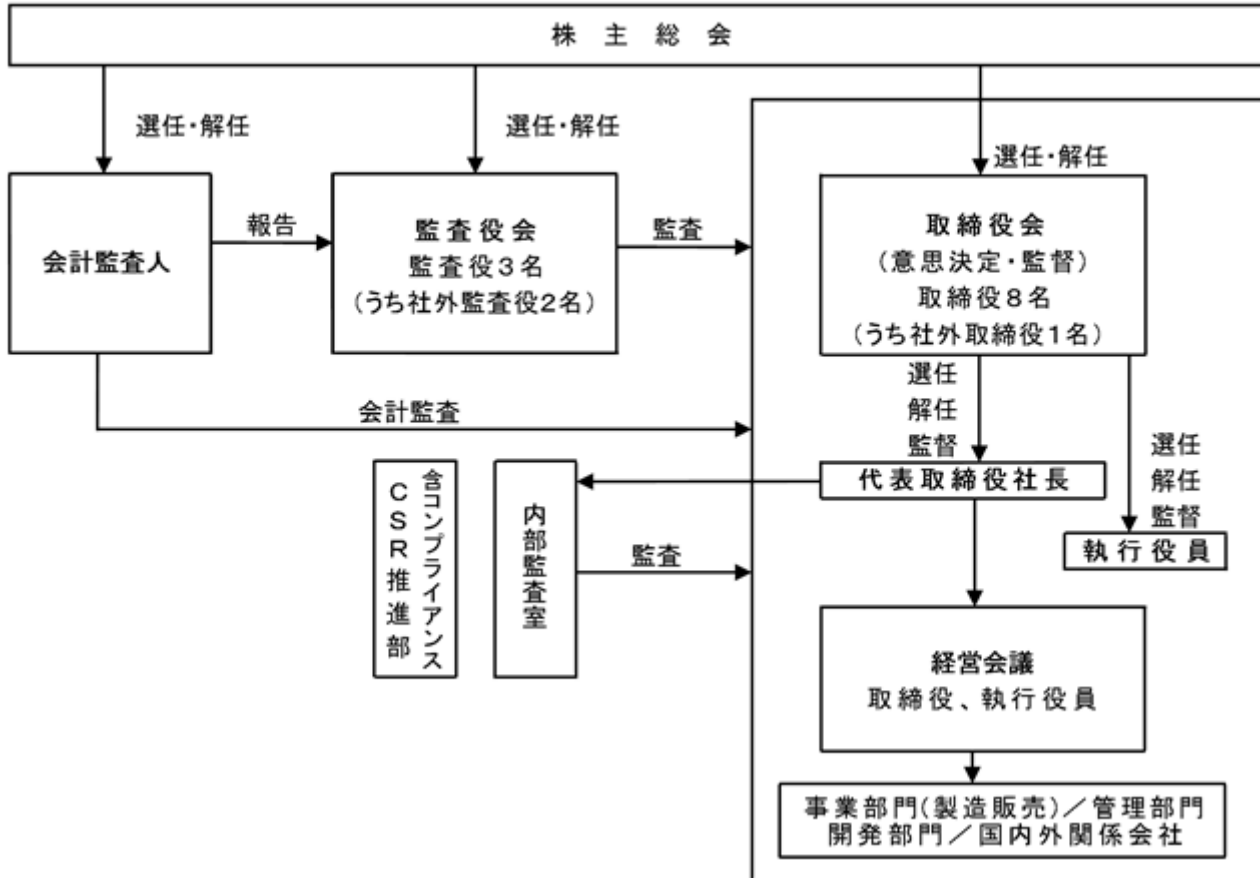 株主総会
選任・解任
選任・解任
選任・解任
会計監査人
報告
監査役会
監査役3名
(うち社外監査役2名)
監査
取締役会
(意思決定・監督)
取締役8名
(うち社外取締役1名)
会計監査
選任
解任
監督
選任
解任
監督
代表取締役社長
執行役員
含コンプライアンス
CSR推進部
内部監査室
監査
経営会議
取締役、執行役員
事業部門(製造販売)/管理部門
開発部門/国内外関係会社